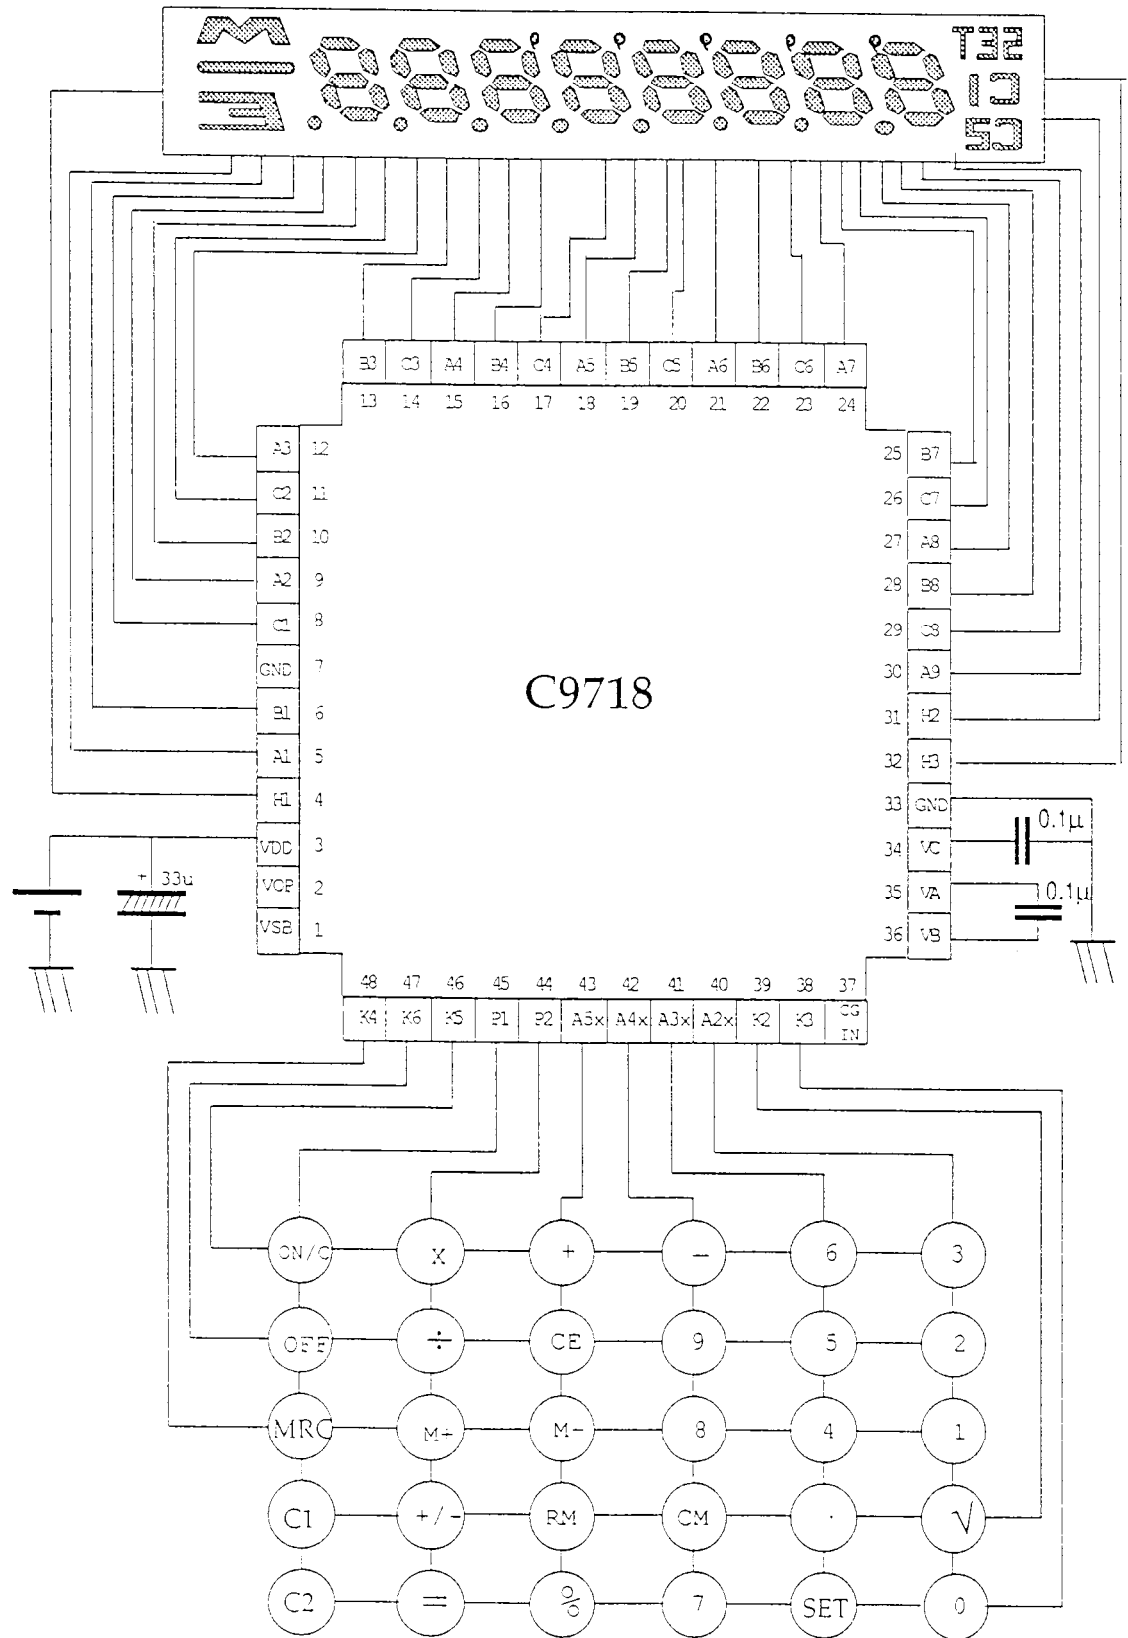 M SET
C1
E C2
B3 C3 A4 B4 C4 A5 B5 C5 A6 B6 C6 A7
13 14 15 16 17 18 19 20 21 22 23 24
A3 12 25 B7
C2 11 26 C7
B2 10 27 A8
A2 9 28 B8
C1 8 29 C8
GND 7 30 A9
C9718
B1 6 31 H2
A1 5 32 H3
H1 4 33 GND
0.1μ
VDD 3 34 VC
+ 33u
VOP 2 35 VA
0.1μ
VSB 1 36 VB
48 47 46 45 44 43 42 41 40 39 38 37
K4 K6 K5 P1 P2 A5x A4x A3x A2x K2 K3 CG IN
ON/C X + - 6 3
OFF ÷ CE 9 5 2
MRC M+ M- 8 4 1
C1 +/- RM CM . √
C2 = % 7 SET 0